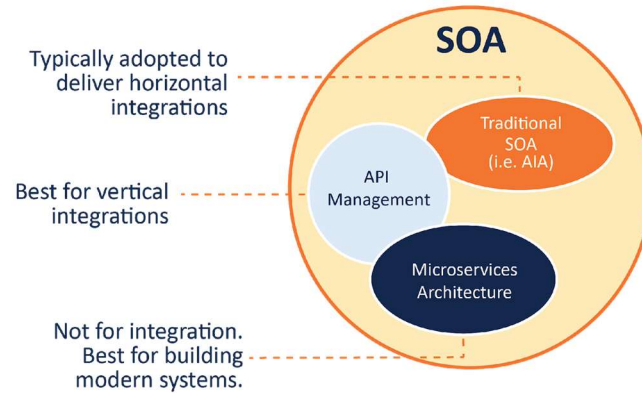 SOA
Typically adopted to
deliver horizontal
integrations
Traditional
SOA
(i.e. AIA)
API
Management
Best for vertical
integrations
Microservices
Architecture
Not for integration.
Best for building
modern systems.